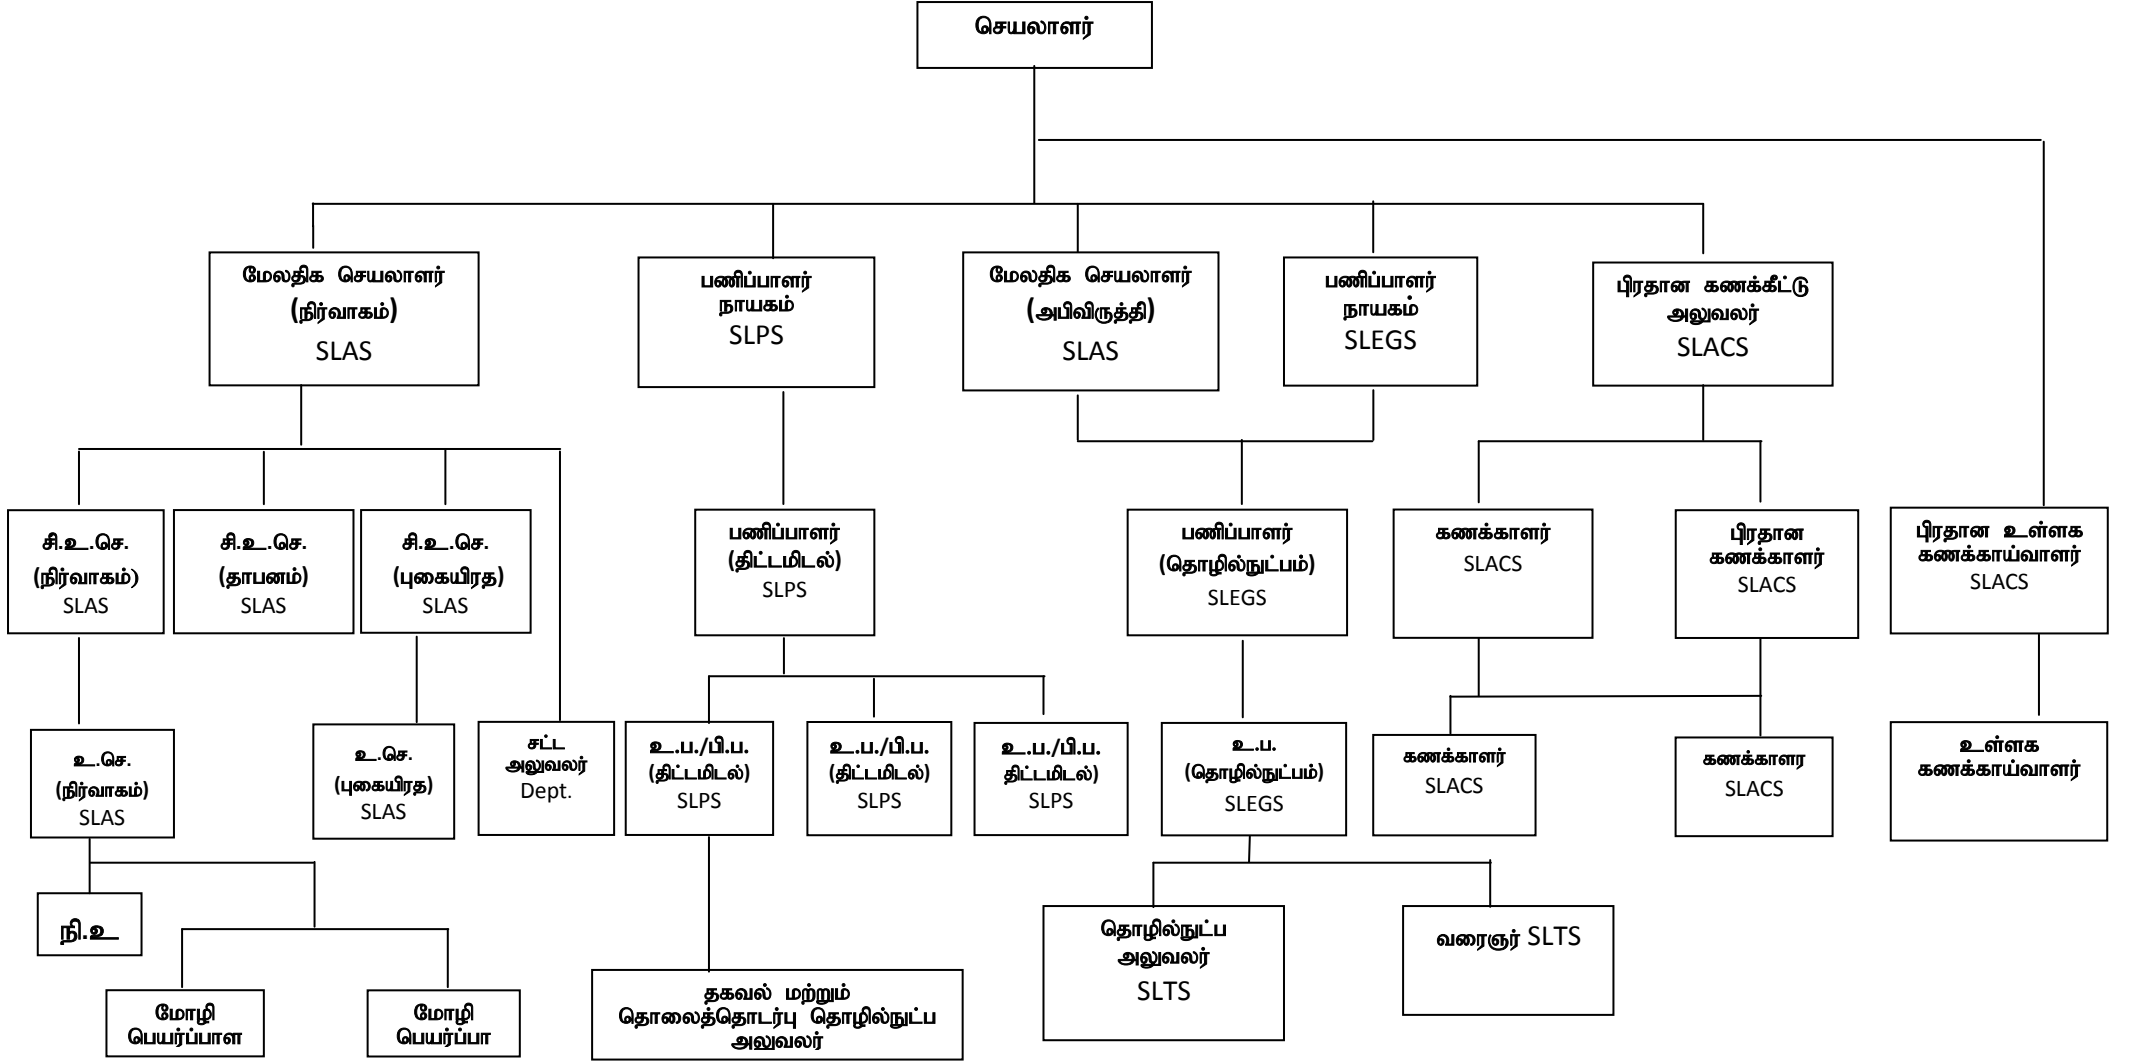 செயலாளர்
மேலதிக செயலாளர்
(நிர்வாகம்)
SLAS
பணிப்பாளர்
நாயகம்
SLPS
மேலதிக செயலாளர்
(அபிவிருத்தி)
SLAS
பணிப்பாளர்
நாயகம்
SLEGS
பிரதான கணக்கீட்டு
அலுவலர்
SLACS
சி.உ.செ.
(நிர்வாகம்)
SLAS
சி.உ.செ.
(தாபனம்)
SLAS
சி.உ.செ.
(புகையிரத)
SLAS
பணிப்பாளர்
(திட்டமிடல்)
SLPS
பணிப்பாளர்
(தொழில்நுட்பம்)
SLEGS
கணக்காளர்
SLACS
பிரதான
கணக்காளர்
SLACS
பிரதான உள்ளக
கணக்காய்வாளர்
SLACS
உ.செ.
(நிர்வாகம்)
SLAS
உ.செ.
(புகையிரத)
SLAS
சட்ட
அலுவலர்
Dept.
உ.ப./பி.ப.
(திட்டமிடல்)
SLPS
உ.ப./பி.ப.
(திட்டமிடல்)
SLPS
உ.ப./பி.ப.
திட்டமிடல்)
SLPS
உ.ப.
(தொழில்நுட்பம்)
SLEGS
கணக்காளர்
SLACS
கணக்காளர
SLACS
உள்ளக
கணக்காய்வாளர்
நி.உ
மோழி
பெயர்ப்பாள
மோழி
பெயர்ப்பா
தகவல் மற்றும்
தொலைத்தொடர்பு தொழில்நுட்ப
அலுவலர்
தொழில்நுட்ப
அலுவலர்
SLTS
வரைஞர் SLTS